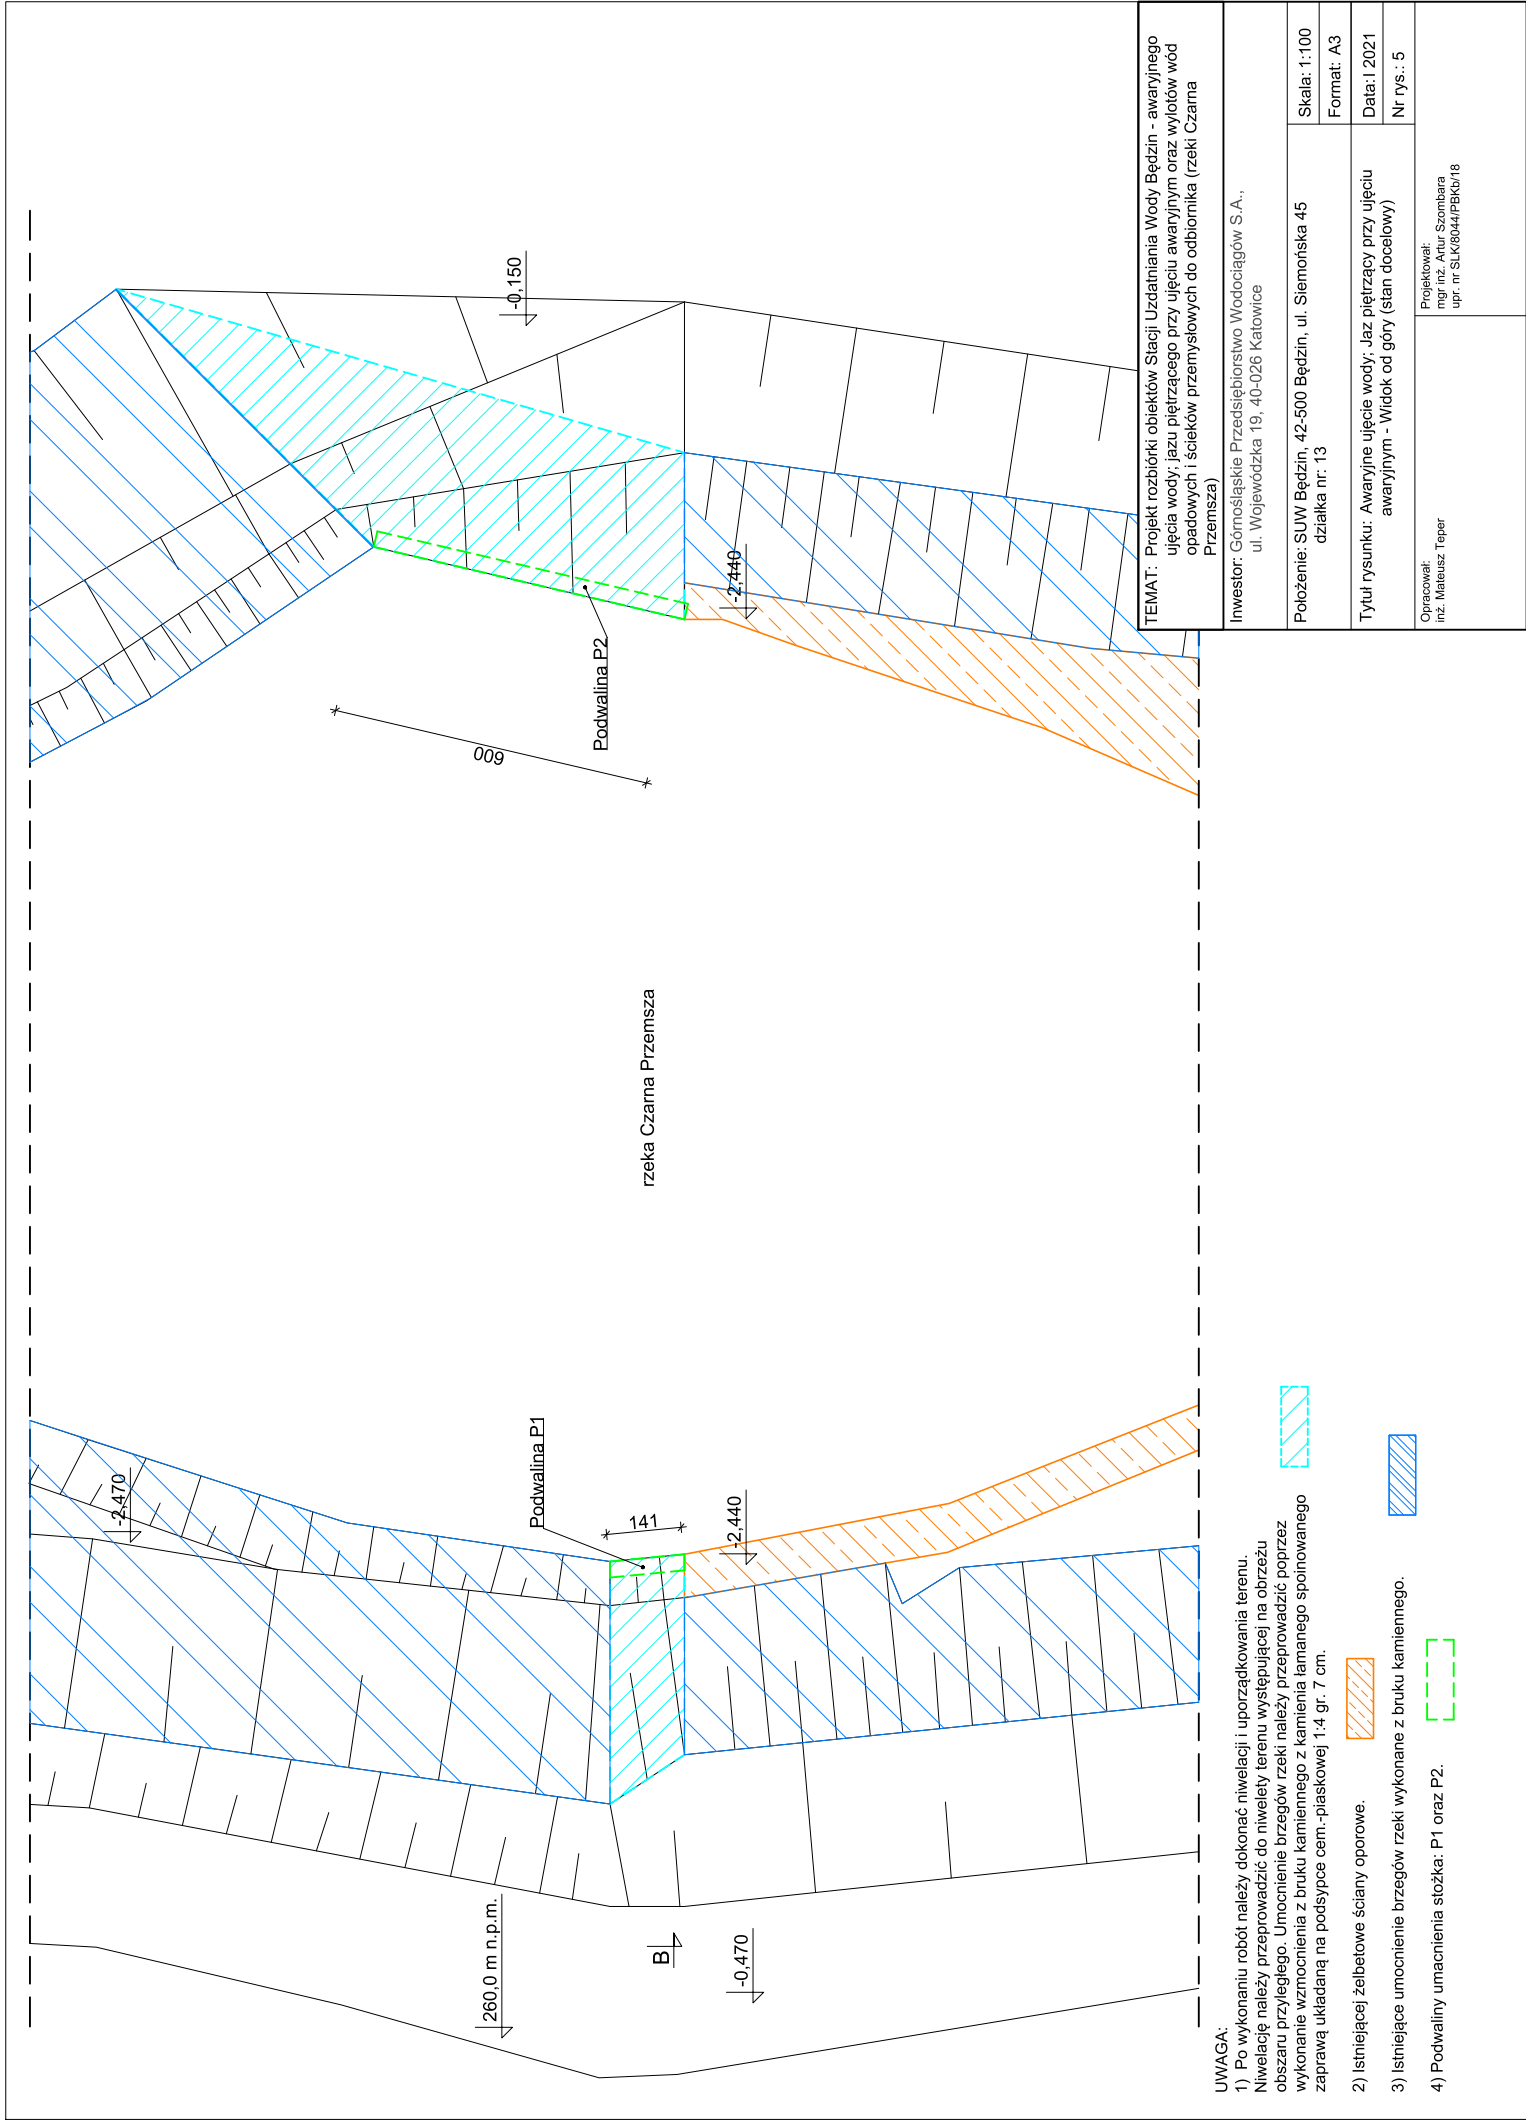 -0,150
-2,440
Podwalina P2
600
rzeka Czarna Przemsza
-2,470
Podwalina P1
141
-2,440
260,0 m n.p.m.
B
-0,470
UWAGA:
1) Po wykonaniu robót należy dokonać niwelacji i uporządkowania terenu.
Niwelację należy przeprowadzić do niwelety terenu występującej na obrzeżu
obszaru przyległego. Umocnienie brzegów rzeki należy przeprowadzić poprzez
wykonanie wzmocnienia z bruku kamiennego z kamienia łamanego spoinowanego
zaprawą układaną na podsypce cem.-piaskowej 1:4 gr. 7 cm.
2) Istniejącej żelbetowe ściany oporowe.
3) Istniejące umocnienie brzegów rzeki wykonane z bruku kamiennego.
4) Podwaliny umacnienia stożka: P1 oraz P2.
TEMAT: Projekt rozbiórki obiektów Stacji Uzdatniania Wody Będzin - awaryjnego
ujęcia wody; jazu piętrzącego przy ujęciu awaryjnym oraz wylotów wód
opadowych i ścieków przemysłowych do odbiornika (rzeki Czarna
Przemsza)
Inwestor: Górnośląskie Przedsiębiorstwo Wodociągów S.A.,
ul. Wojewódzka 19, 40-026 Katowice
Położenie: SUW Będzin, 42-500 Będzin, ul. Siemońska 45
działka nr: 13
Skala: 1:100
Format: A3
Tytuł rysunku: Awaryjne ujęcie wody; Jaz piętrzący przy ujęciu
awaryjnym - Widok od góry (stan docelowy)
Data: I 2021
Nr rys.: 5
Opracował:
inż. Mateusz Teper
Projektował:
mgr inż. Artur Szombara
upr. nr SLK/8044/PBKb/18